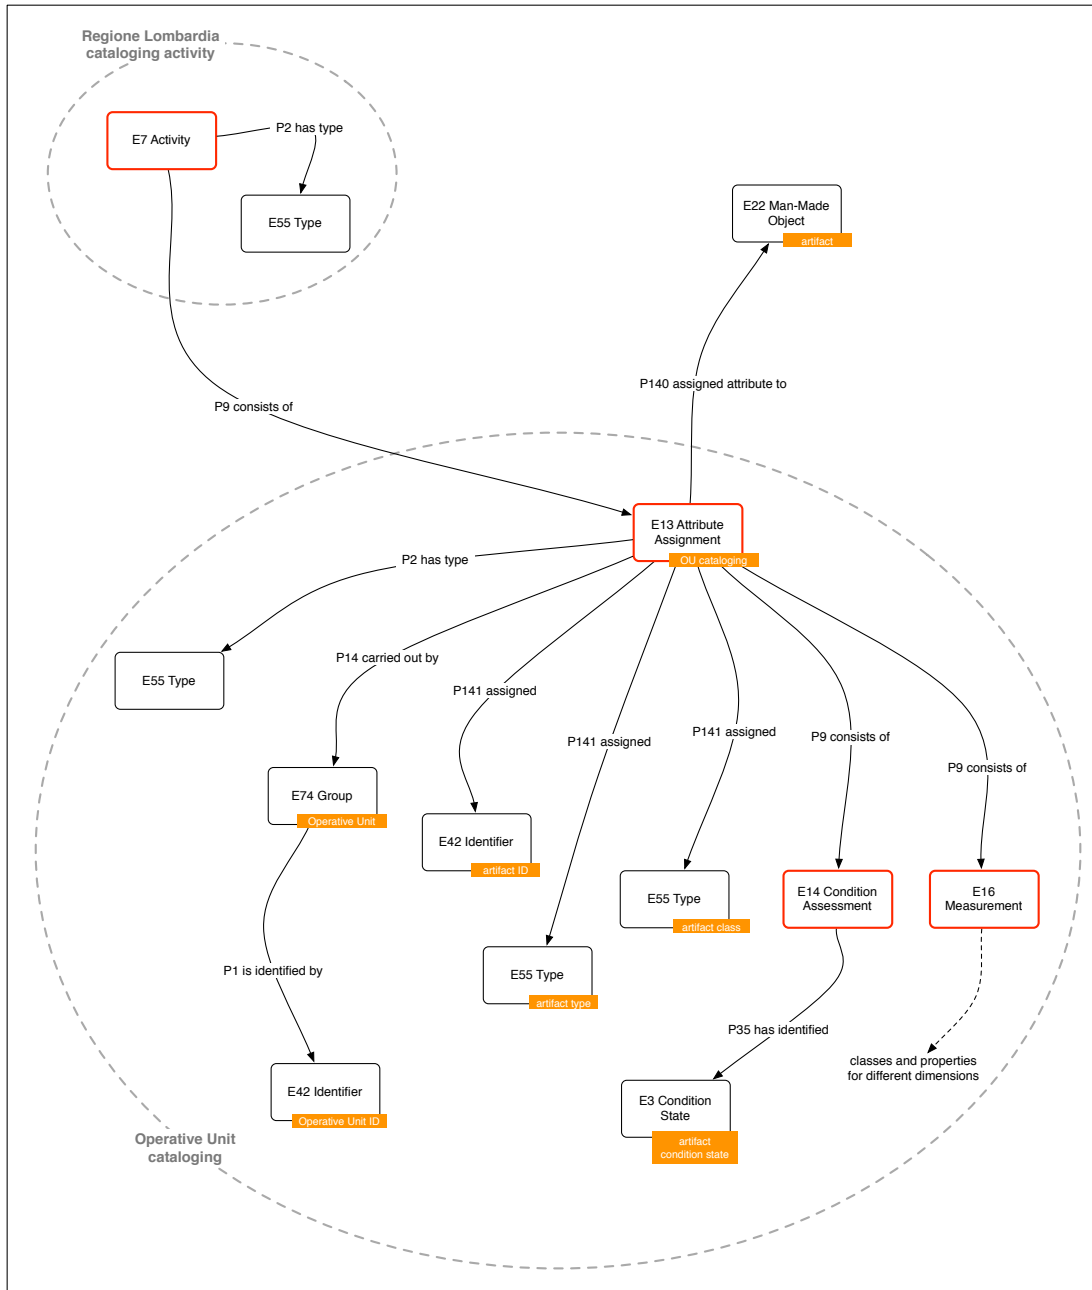 Regione Lombardia
cataloging activity
E7 Activity
P2 has type
E55 Type
E22 Man-Made
Object
artifact
P140 assigned attribute to
P9 consists of
E13 Attribute
Assignment
OU cataloging
P2 has type
E55 Type
P14 carried out by
P141 assigned
P141 assigned
P141 assigned
P9 consists of
P9 consists of
E74 Group
Operative Unit
E42 Identifier
artifact ID
E55 Type
artifact class
E14 Condition
Assessment
E16
Measurement
E55 Type
artifact type
P1 is identified by
P35 has identified
classes and properties
for different dimensions
E42 Identifier
Operative Unit ID
E3 Condition
State
artifact
condition state
Operative Unit
cataloging